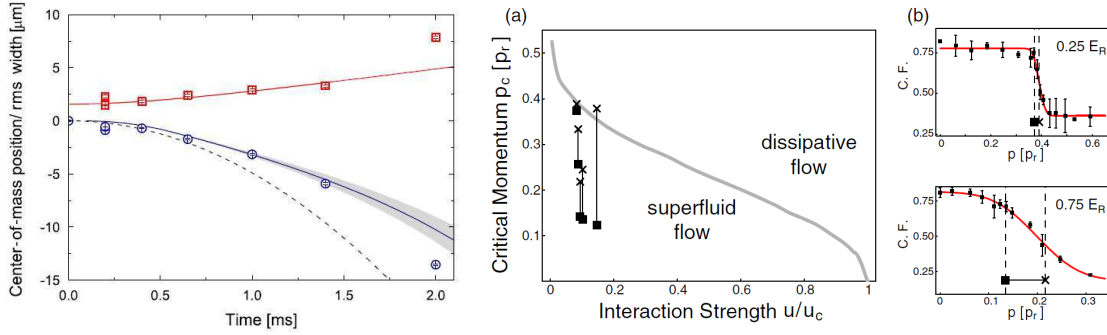 Center-of-mass position/ rms width [μm]
10
5
0
-5
-10
-15
0.0
0.5
1.0
1.5
2.0
Time [ms]
(a)
Critical Momentum p_c [p_r]
0.5
0.4
0.3
0.2
0.1
dissipative
flow
superfluid
flow
0
0.2
0.4
0.6
0.8
1
Interaction Strength u/u_c
(b)
C. F.
0.75
0.50
0.25
0.25 E_R
0
0.2
0.4
0.6
p [p_r]
C. F.
0.75
0.50
0.25
0.75 E_R
0
0.1
0.2
0.3
p [p_r]